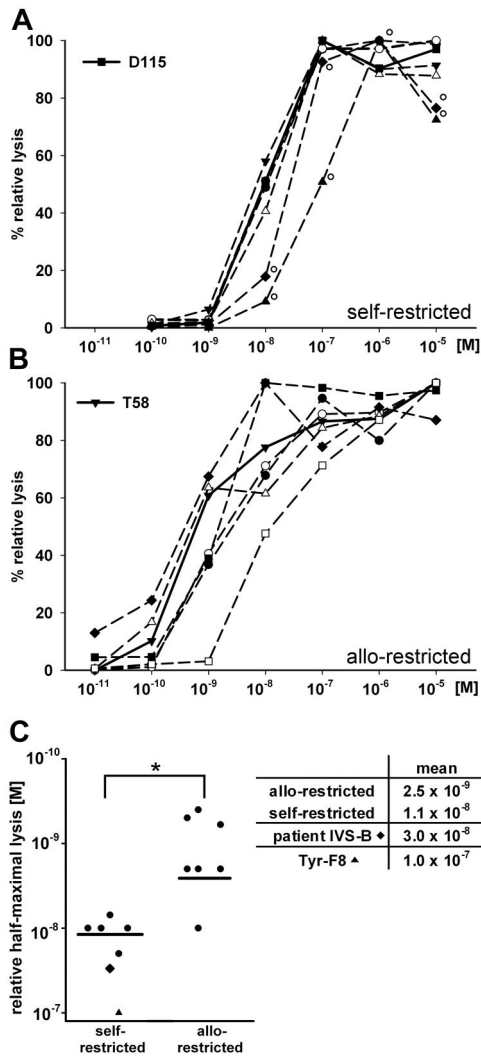 A
100
80
60
40
20
0
% relative lysis
D115
self-restricted
10⁻¹¹ 10⁻¹⁰ 10⁻⁹ 10⁻⁸ 10⁻⁷ 10⁻⁶ 10⁻⁵ [M]
B
100
80
60
40
20
0
% relative lysis
T58
allo-restricted
10⁻¹¹ 10⁻¹⁰ 10⁻⁹ 10⁻⁸ 10⁻⁷ 10⁻⁶ 10⁻⁵ [M]
C
relative half-maximal lysis [M]
10⁻¹⁰
10⁻⁹
10⁻⁸
10⁻⁷
*
self-restricted
allo-restricted
mean
allo-restricted 2.5 x 10⁻⁹
self-restricted 1.1 x 10⁻⁸
patient IVS-B ◆ 3.0 x 10⁻⁸
Tyr-F8 ▲ 1.0 x 10⁻⁷